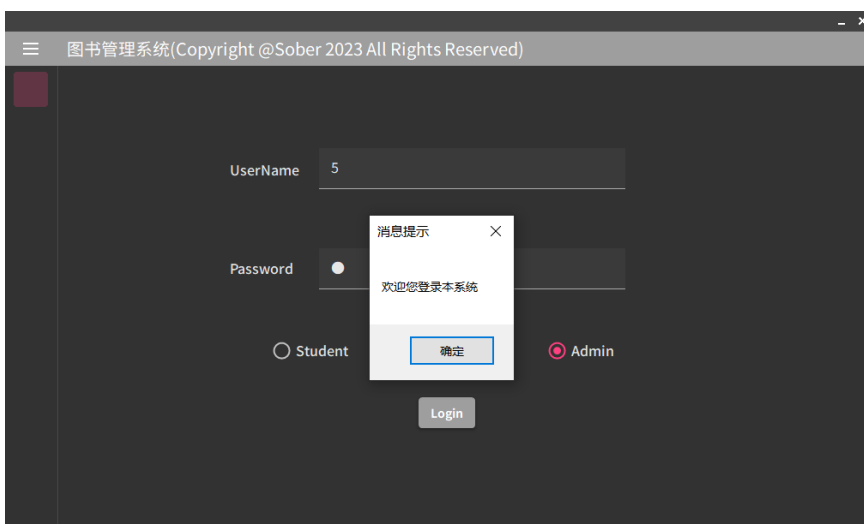 图书管理系统(Copyright @Sober 2023 All Rights Reserved)
UserName 5
消息提示
Password
欢迎您登录本系统
确定
Student
Admin
Login